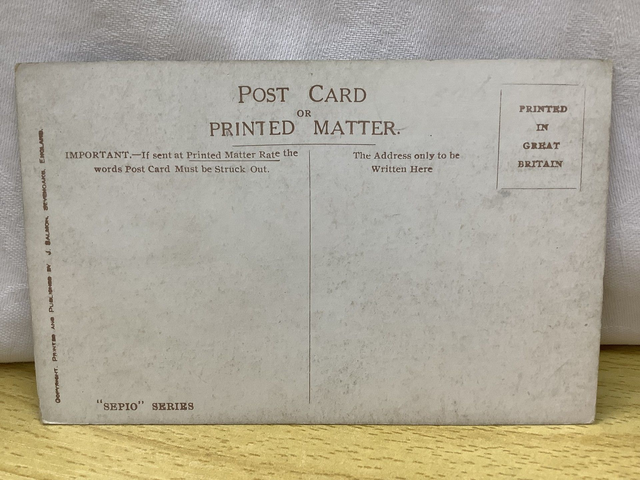 POST CARD
OR
PRINTED MATTER.
IMPORTANT.—If sent at Printed Matter Rate the
words Post Card Must be Struck Out.
The Address only to be
Written Here
PRINTED
IN
GREAT
BRITAIN
"SEPIO" SERIES
COPYRIGHT. PRINTED AND PUBLISHED BY J. SALMON, SEVENOAKS, ENGLAND.